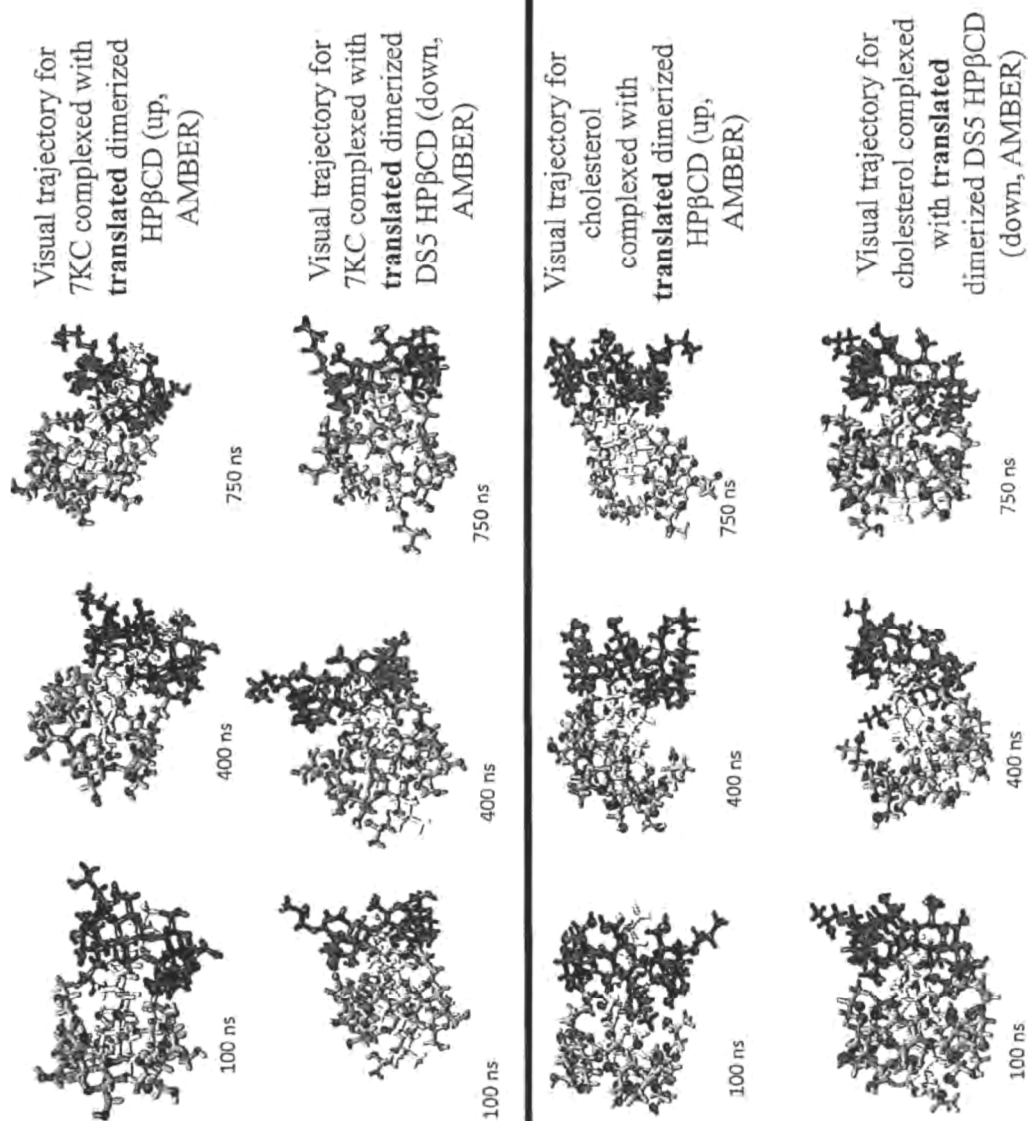 Visual trajectory for
7KC complexed with
translated dimerized
HPβCD (up,
AMBER)
100 ns
400 ns
750 ns
Visual trajectory for
7KC complexed with
translated dimerized
DS5 HPβCD (down,
AMBER)
100 ns
400 ns
750 ns
Visual trajectory for
cholesterol
complexed with
translated dimerized
HPβCD (up,
AMBER)
100 ns
400 ns
750 ns
Visual trajectory for
cholesterol complexed
with translated
dimerized DS5 HPβCD
(down, AMBER)
100 ns
400 ns
750 ns